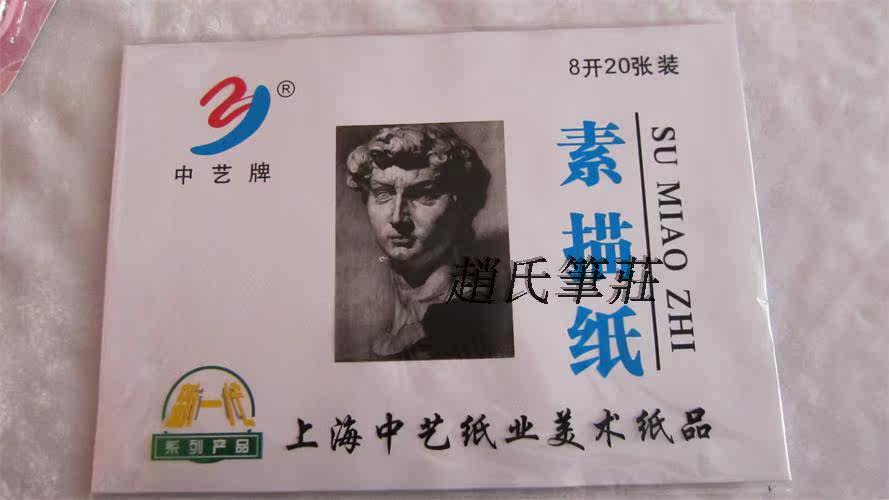 ®
中艺牌
8开20张装
素描纸
SU MIAO ZHI
趙氏筆莊
新一代
系列产品
上海中艺纸业美术纸品